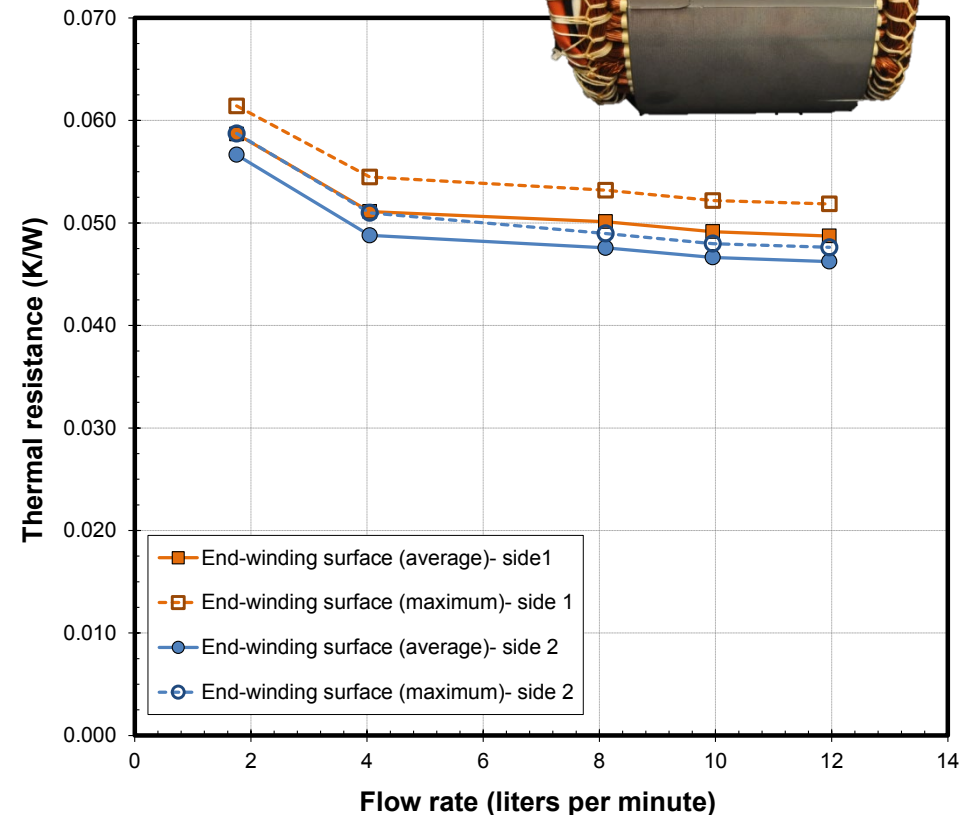 0.070
0.060
0.050
0.040
0.030
0.020
0.010
0.000
Thermal resistance (K/W)
End-winding surface (average)- side1
End-winding surface (maximum)- side 1
End-winding surface (average)- side 2
End-winding surface (maximum)- side 2
0 2 4 6 8 10 12 14
Flow rate (liters per minute)